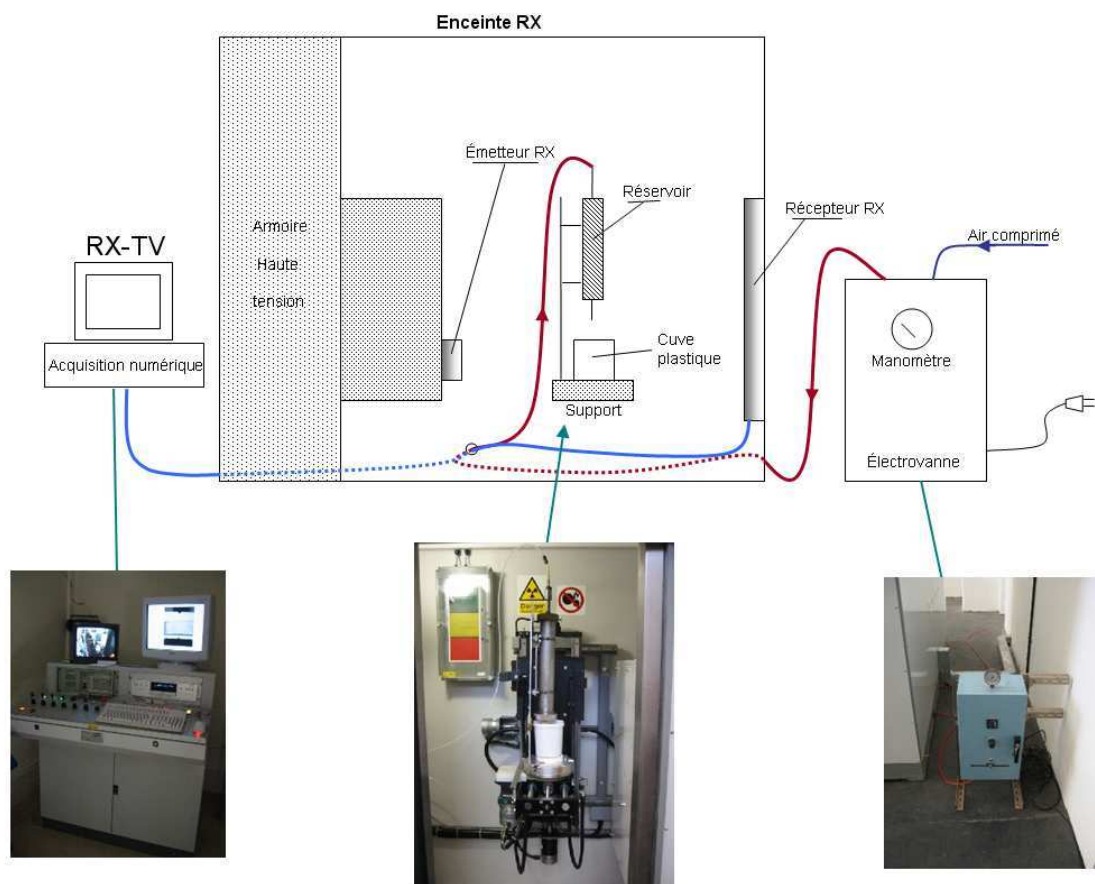 Enceinte RX
Émetteur RX
Réservoir
Récepteur RX
Air comprimé
Armoire
Haute
tension
RX-TV
Acquisition numérique
Cuve
plastique
Support
Manomètre
Électrovanne
Danger